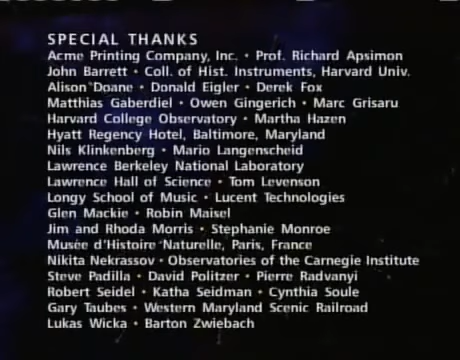 SPECIAL THANKS
Acme Printing Company, Inc. • Prof. Richard Apsimon
John Barrett • Coll. of Hist. Instruments, Harvard Univ.
Alison Doane • Donald Eigler • Derek Fox
Matthias Gaberdiel • Owen Gingerich • Marc Grisaru
Harvard College Observatory • Martha Hazen
Hyatt Regency Hotel, Baltimore, Maryland
Nils Klinkenberg • Mario Langenscheid
Lawrence Berkeley National Laboratory
Lawrence Hall of Science • Tom Levenson
Longy School of Music • Lucent Technologies
Glen Mackie • Robin Maisel
Jim and Rhoda Morris • Stephanie Monroe
Musée d'Histoire Naturelle, Paris, France
Nikita Nekrassov • Observatories of the Carnegie Institute
Steve Padilla • David Politzer • Pierre Radvanyi
Robert Seidel • Katha Seidman • Cynthia Soule
Gary Taubes • Western Maryland Scenic Railroad
Lukas Wicka • Barton Zwiebach